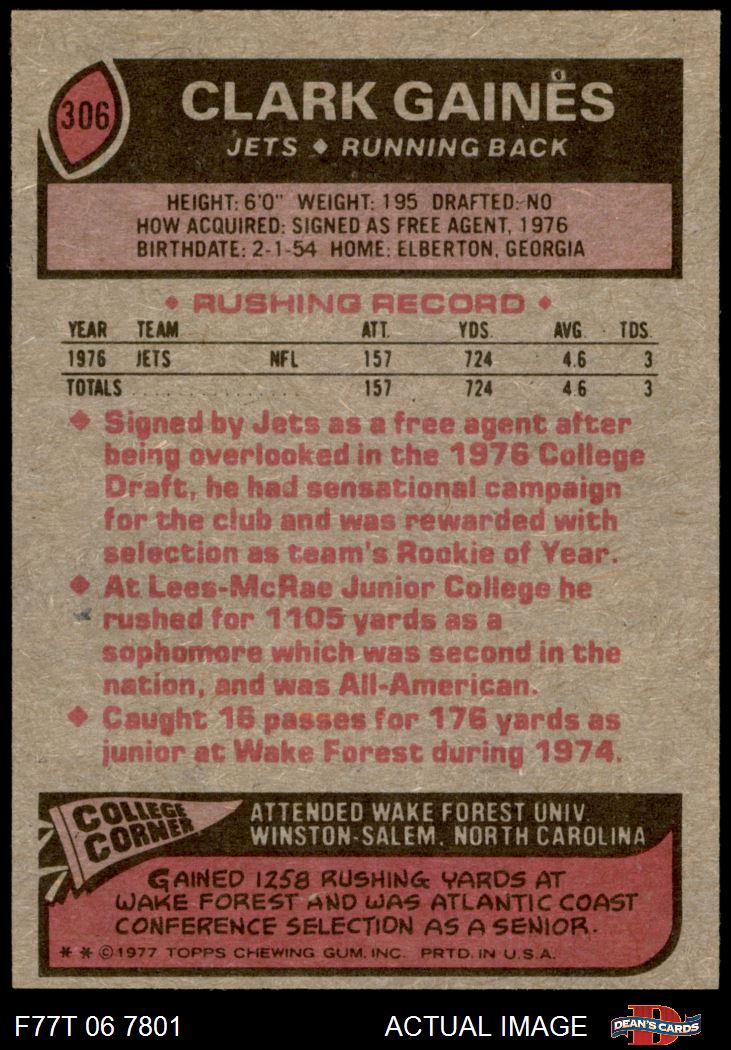 306
CLARK GAINES
JETS ♦ RUNNING BACK
HEIGHT: 6'0" WEIGHT: 195 DRAFTED: NO
HOW ACQUIRED: SIGNED AS FREE AGENT, 1976
BIRTHDATE: 2-1-54 HOME: ELBERTON, GEORGIA
♦ RUSHING RECORD ♦
YEAR TEAM ATT. YDS. AVG. TDS.
1976 JETS NFL 157 724 4.6 3
TOTALS . . . . . . . . . . . . . . 157 724 4.6 3
♦ Signed by Jets as a free agent after
being overlooked in the 1976 College
Draft, he had sensational campaign
for the club and was rewarded with
selection as team's Rookie of Year.
♦ At Lees-McRae Junior College he
rushed for 1105 yards as a
sophomore which was second in the
nation, and was All-American.
♦ Caught 16 passes for 176 yards as
junior at Wake Forest during 1974.
COLLEGE
CORNER
ATTENDED WAKE FOREST UNIV.
WINSTON-SALEM, NORTH CAROLINA
GAINED 1258 RUSHING YARDS AT
WAKE FOREST AND WAS ATLANTIC COAST
CONFERENCE SELECTION AS A SENIOR.
* * © 1977 TOPPS CHEWING GUM, INC. PRTD. IN U.S.A.
F77T 06 7801 ACTUAL IMAGE D DEAN'S CARDS